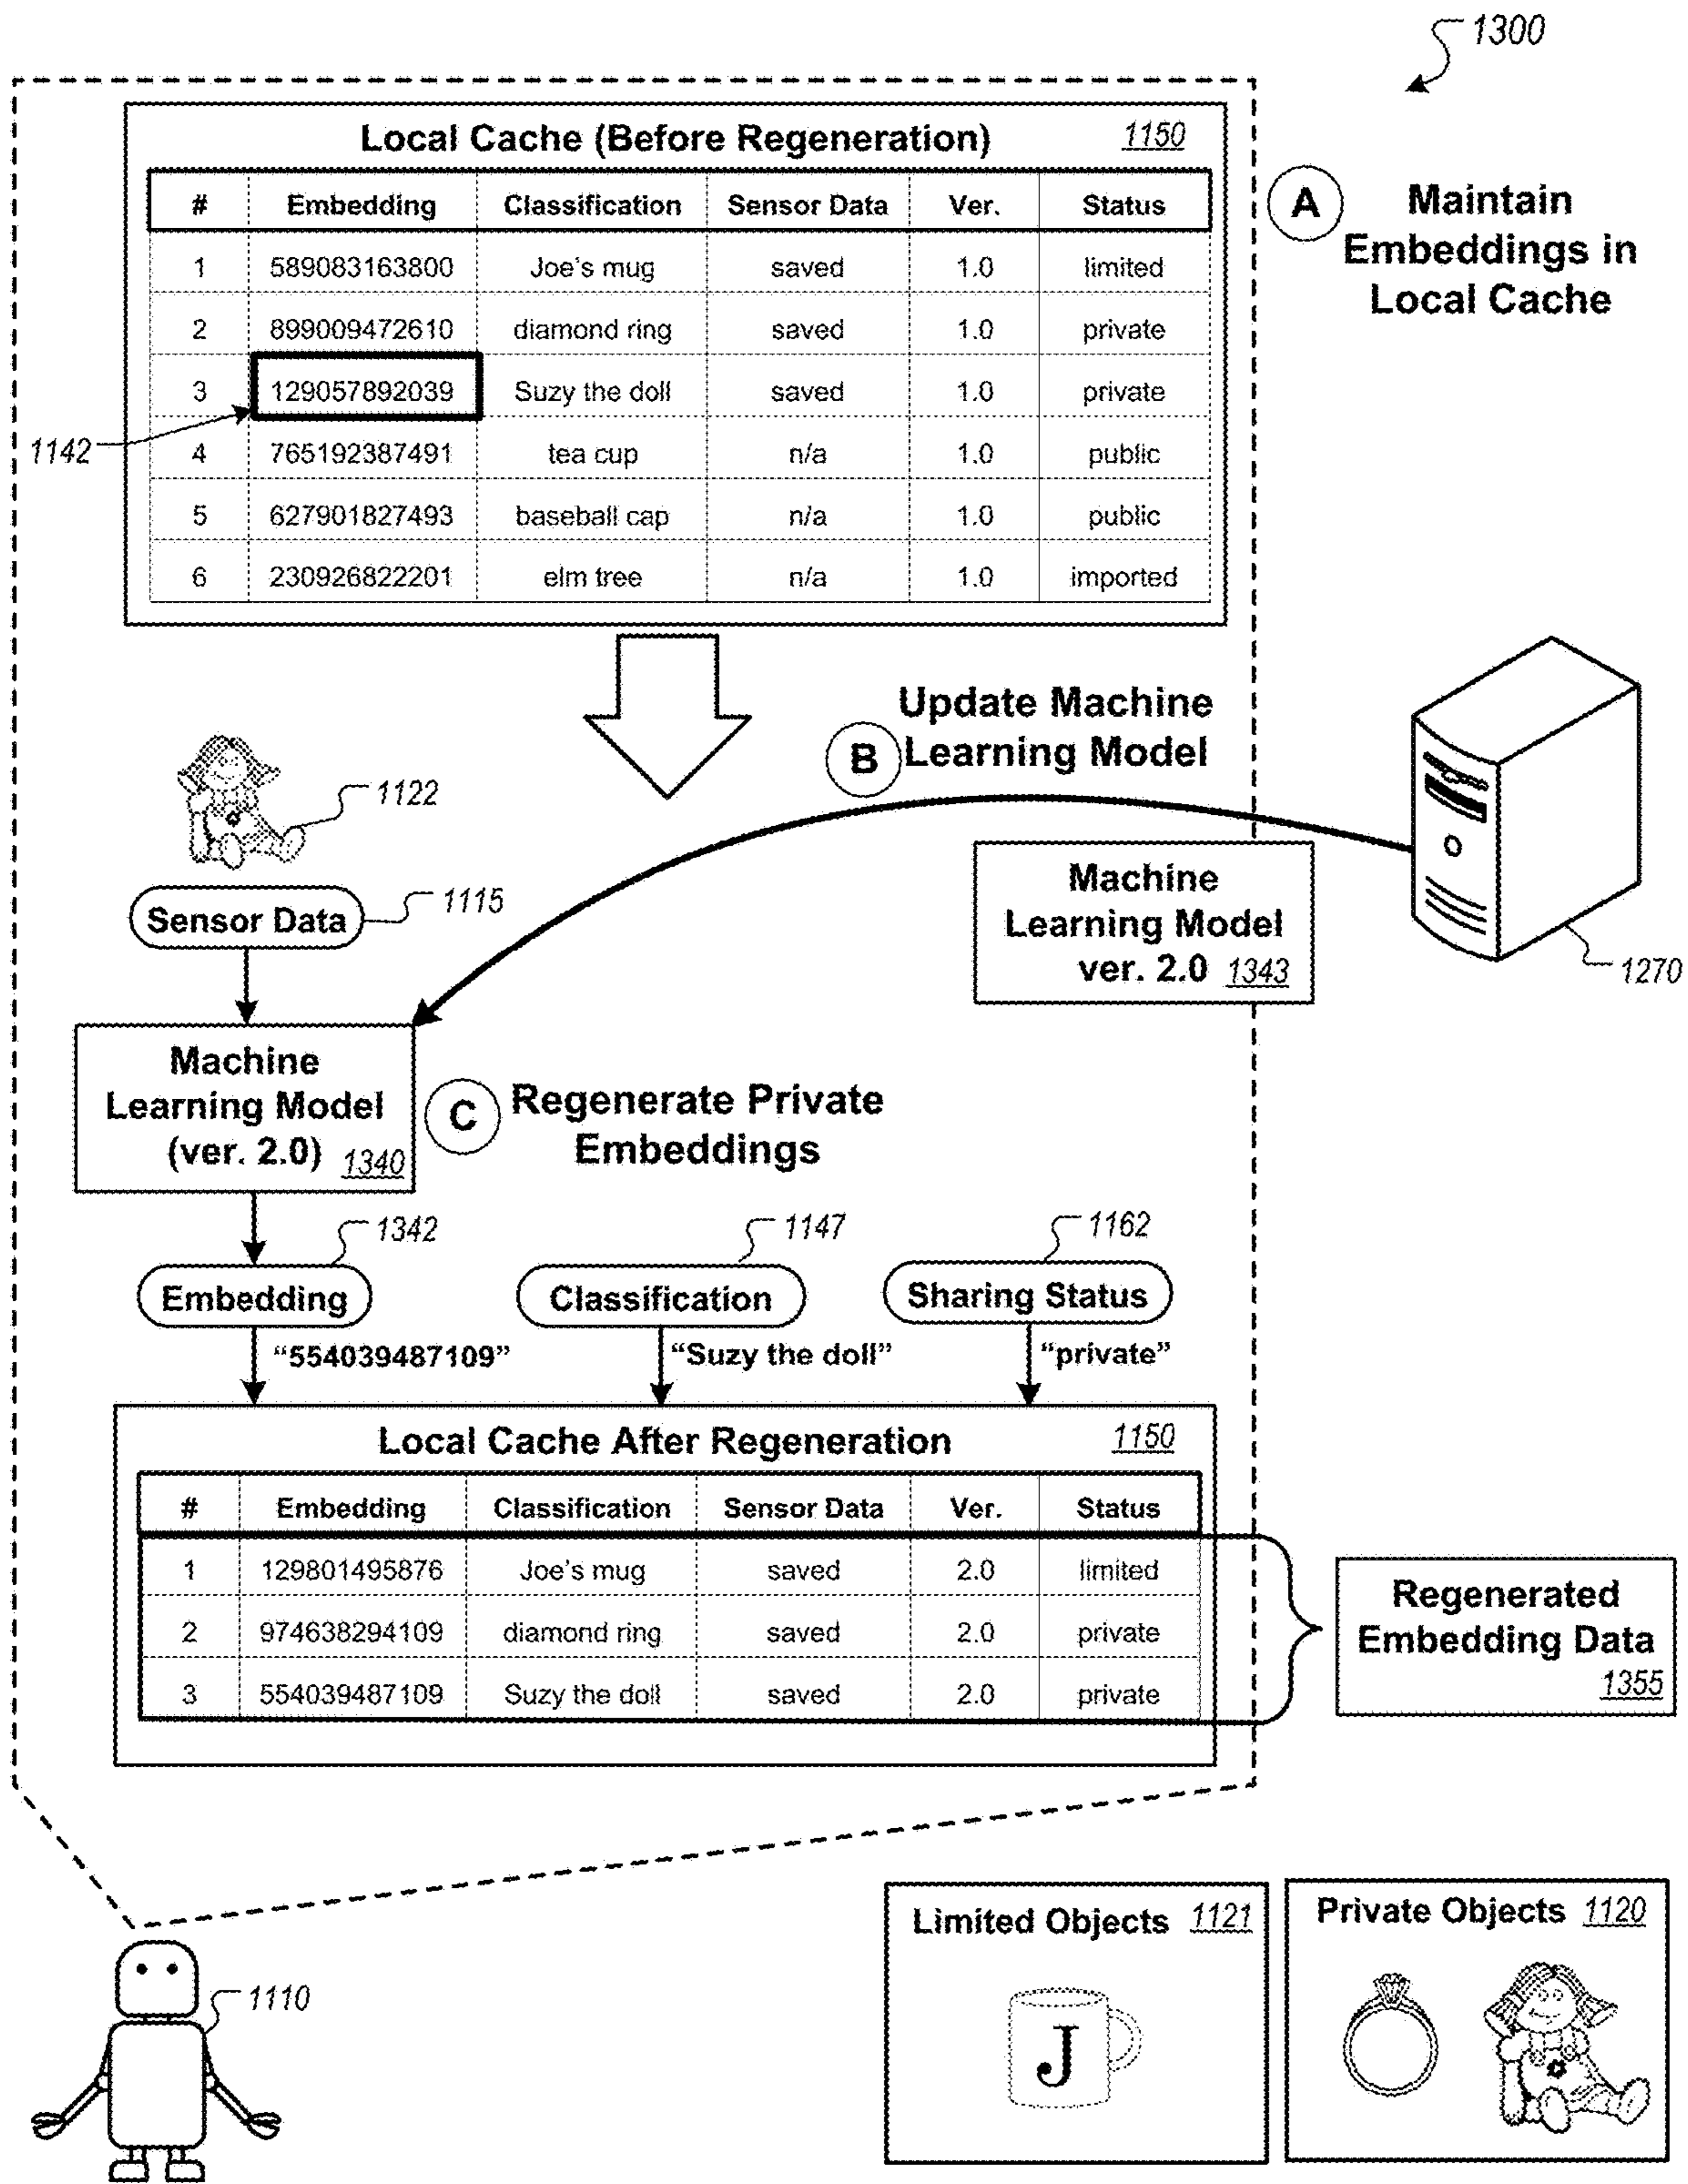 1300
Local Cache (Before Regeneration) 1150
# Embedding Classification Sensor Data Ver. Status
1 589083163800 Joe's mug saved 1.0 limited
2 899009472610 diamond ring saved 1.0 private
3 129057892039 Suzy the doll saved 1.0 private
4 765192387491 tea cup n/a 1.0 public
5 627901827493 baseball cap n/a 1.0 public
6 230926822201 elm tree n/a 1.0 imported
1142
A Maintain
Embeddings in
Local Cache
Update Machine
B Learning Model
1122
Sensor Data 1115
Machine
Learning Model
ver. 2.0 1343
1270
Machine
Learning Model
(ver. 2.0) 1340
C Regenerate Private
Embeddings
1342 1147 1162
Embedding Classification Sharing Status
“554039487109” “Suzy the doll” “private”
Local Cache After Regeneration 1150
# Embedding Classification Sensor Data Ver. Status
1 129801495876 Joe's mug saved 2.0 limited
2 974638294109 diamond ring saved 2.0 private
3 554039487109 Suzy the doll saved 2.0 private
Regenerated
Embedding Data
1355
1110
Limited Objects 1121
J
Private Objects 1120